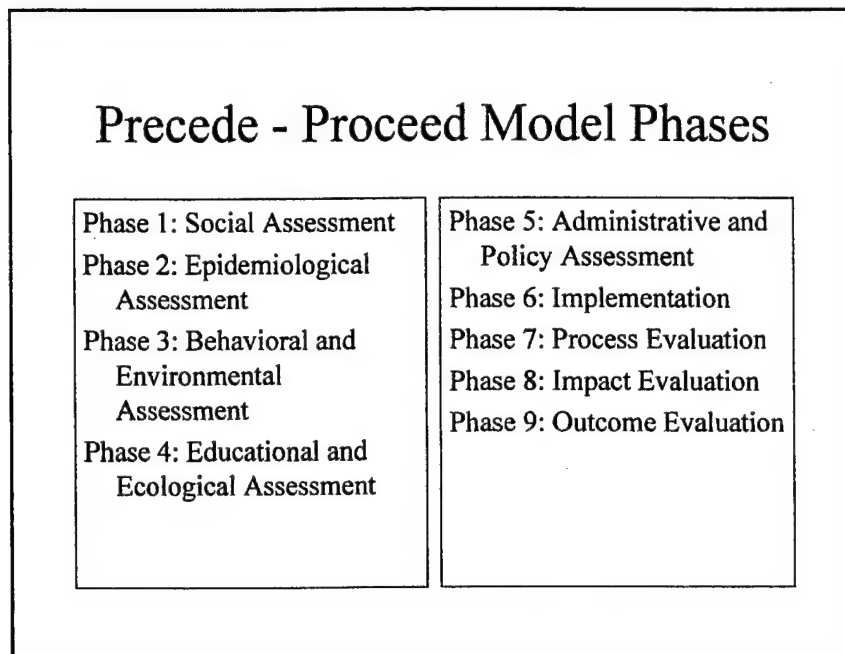 Precede - Proceed Model Phases
Phase 1: Social Assessment
Phase 2: Epidemiological
Assessment
Phase 3: Behavioral and
Environmental
Assessment
Phase 4: Educational and
Ecological Assessment
Phase 5: Administrative and
Policy Assessment
Phase 6: Implementation
Phase 7: Process Evaluation
Phase 8: Impact Evaluation
Phase 9: Outcome Evaluation